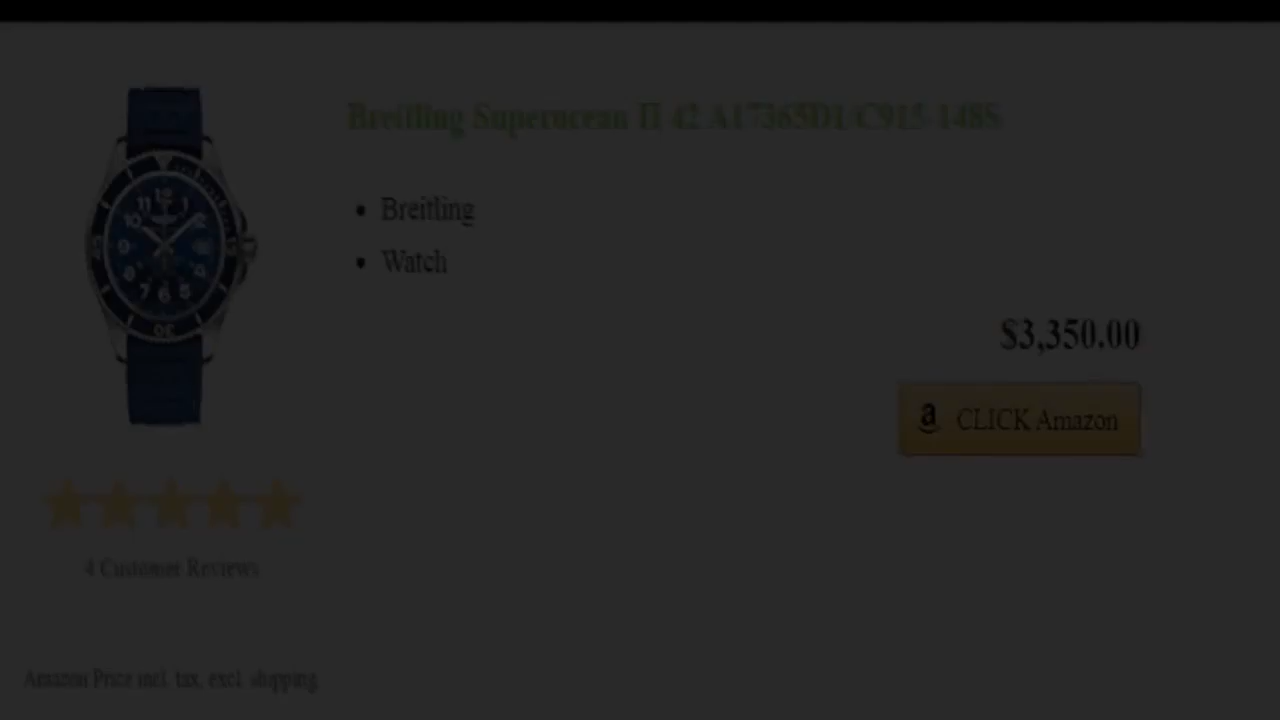 Breitling Superocean II 42 A17365D1/C915-148S
Breitling
Watch
$3,350.00
a CLICK Amazon
4 Customer Reviews
Amazon Price incl. tax, excl. shipping